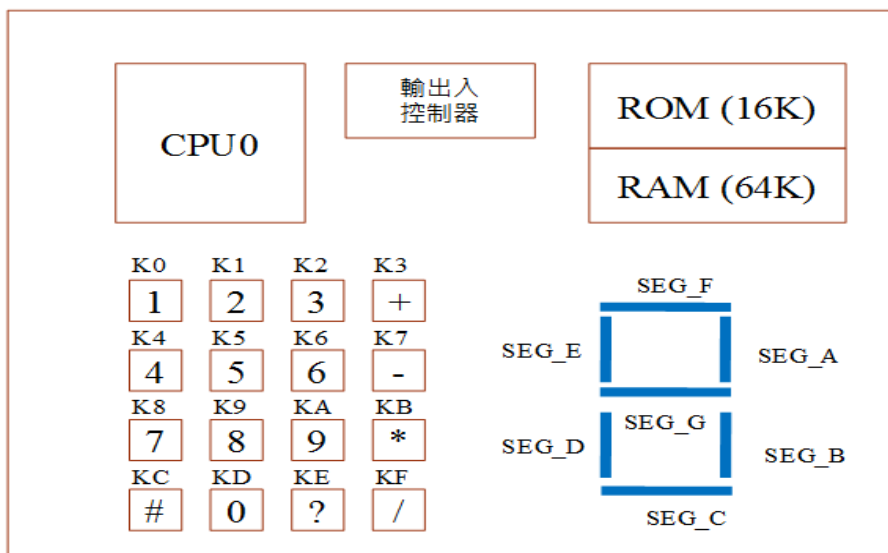 CPU0
輸出入
控制器
ROM (16K)
RAM (64K)
K0 K1 K2 K3
1 2 3 +
K4 K5 K6 K7
4 5 6 -
K8 K9 KA KB
7 8 9 *
KC KD KE KF
# 0 ? /
SEG_F
SEG_E
SEG_A
SEG_G
SEG_D
SEG_B
SEG_C